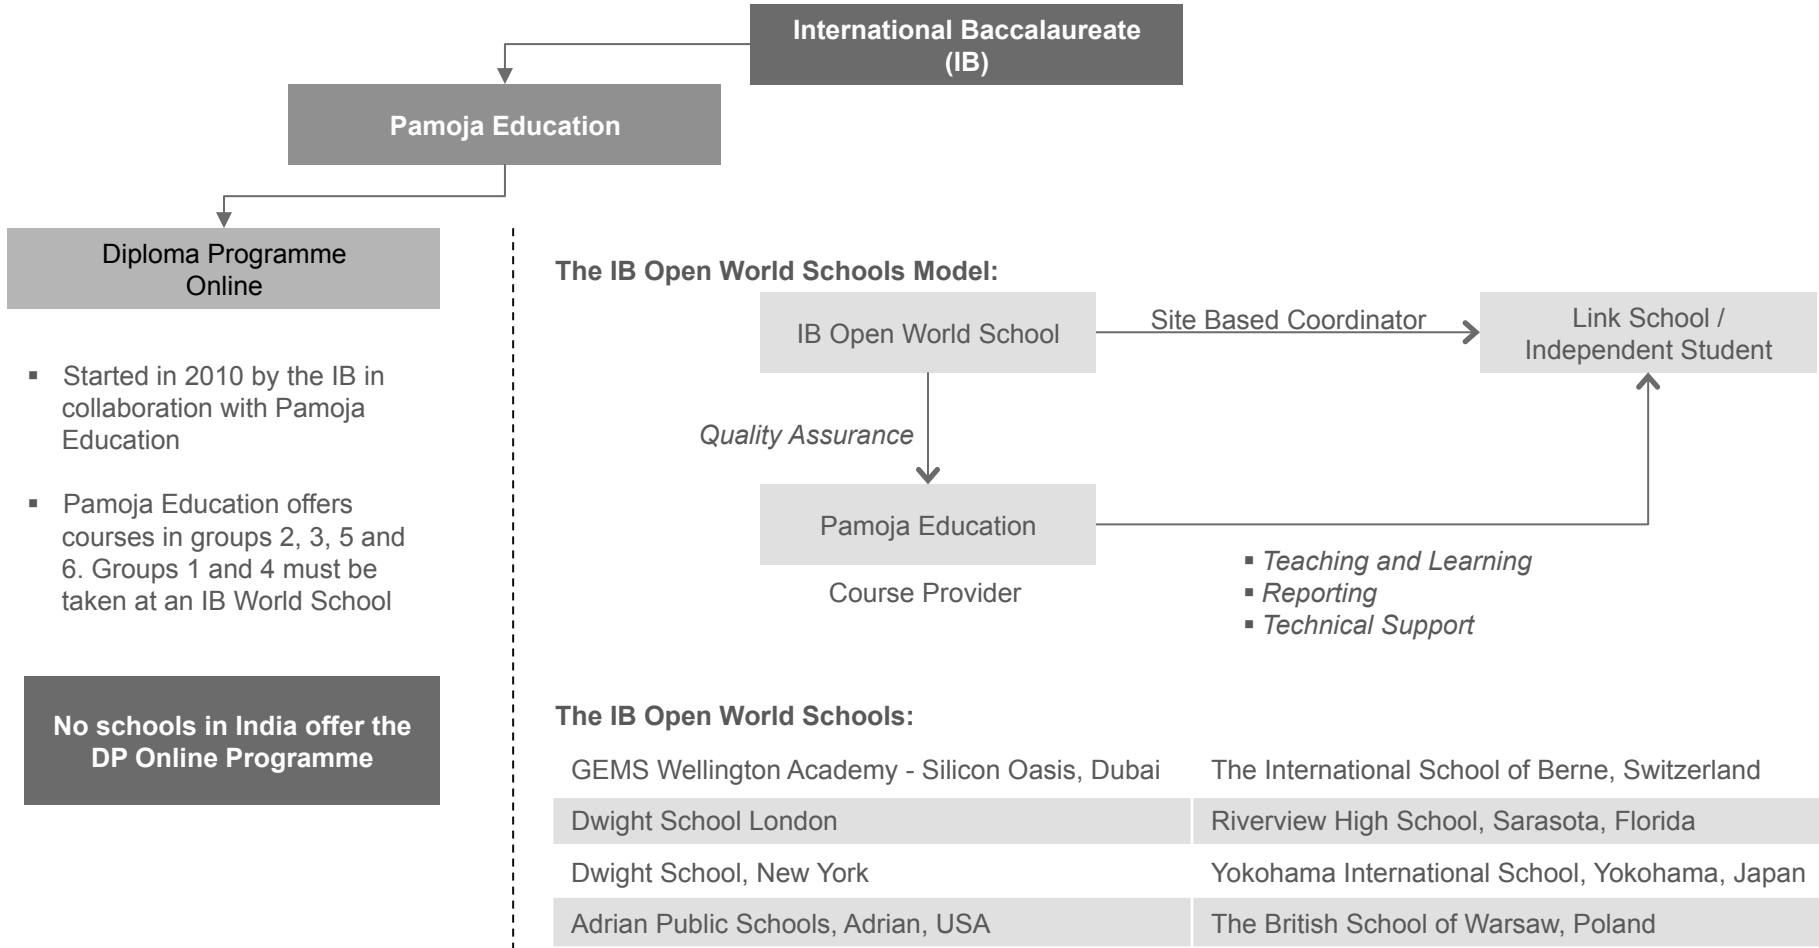 International Baccalaureate
(IB)
Pamoja Education
Diploma Programme
Online
▪ Started in 2010 by the IB in
collaboration with Pamoja
Education
▪ Pamoja Education offers
courses in groups 2, 3, 5 and
6. Groups 1 and 4 must be
taken at an IB World School
No schools in India offer the
DP Online Programme
The IB Open World Schools Model:
IB Open World School
Site Based Coordinator
Link School /
Independent Student
Quality Assurance
Pamoja Education
Course Provider
▪ Teaching and Learning
▪ Reporting
▪ Technical Support
The IB Open World Schools:
GEMS Wellington Academy - Silicon Oasis, Dubai
The International School of Berne, Switzerland
Dwight School London
Riverview High School, Sarasota, Florida
Dwight School, New York
Yokohama International School, Yokohama, Japan
Adrian Public Schools, Adrian, USA
The British School of Warsaw, Poland